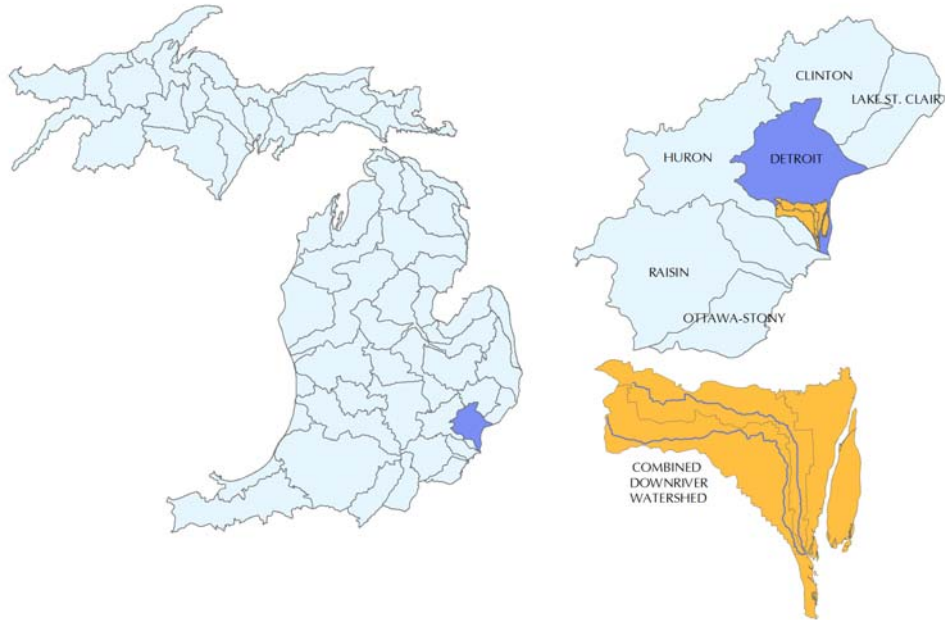 CLINTON
LAKE ST. CLAIR
HURON
DETROIT
RAISIN
OTTAWA-STONY
COMBINED
DOWNRIVER
WATERSHED